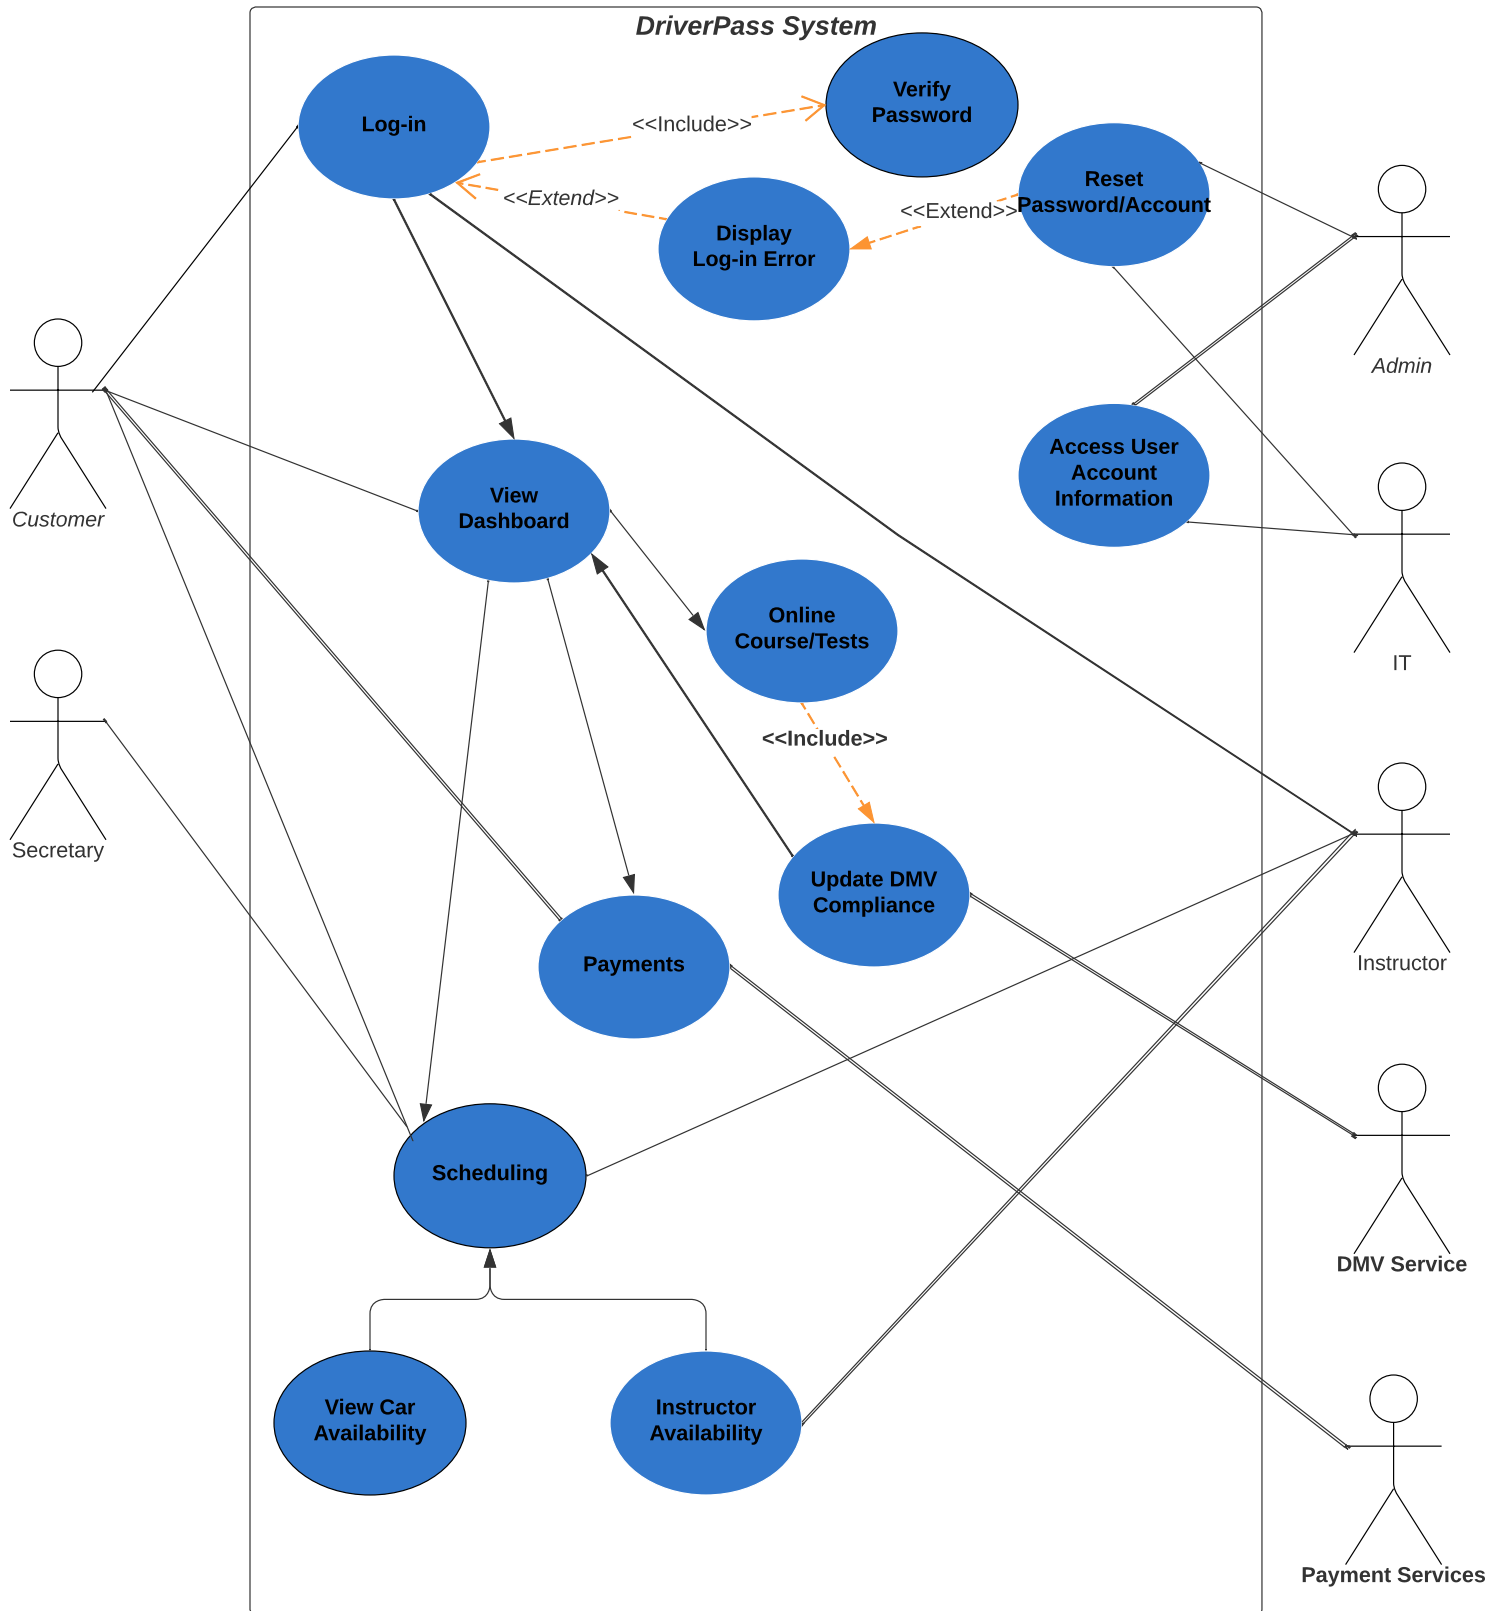 DriverPass System
Log-in
Verify
Password
<<Include>>
<<Extend>>
Display
Log-in Error
<<Extend>>
Reset
Password/Account
Admin
Customer
Access User
Account
Information
View
Dashboard
IT
Online
Course/Tests
<<Include>>
Secretary
Update DMV
Compliance
Instructor
Payments
Scheduling
DMV Service
View Car
Availability
Instructor
Availability
Payment Services